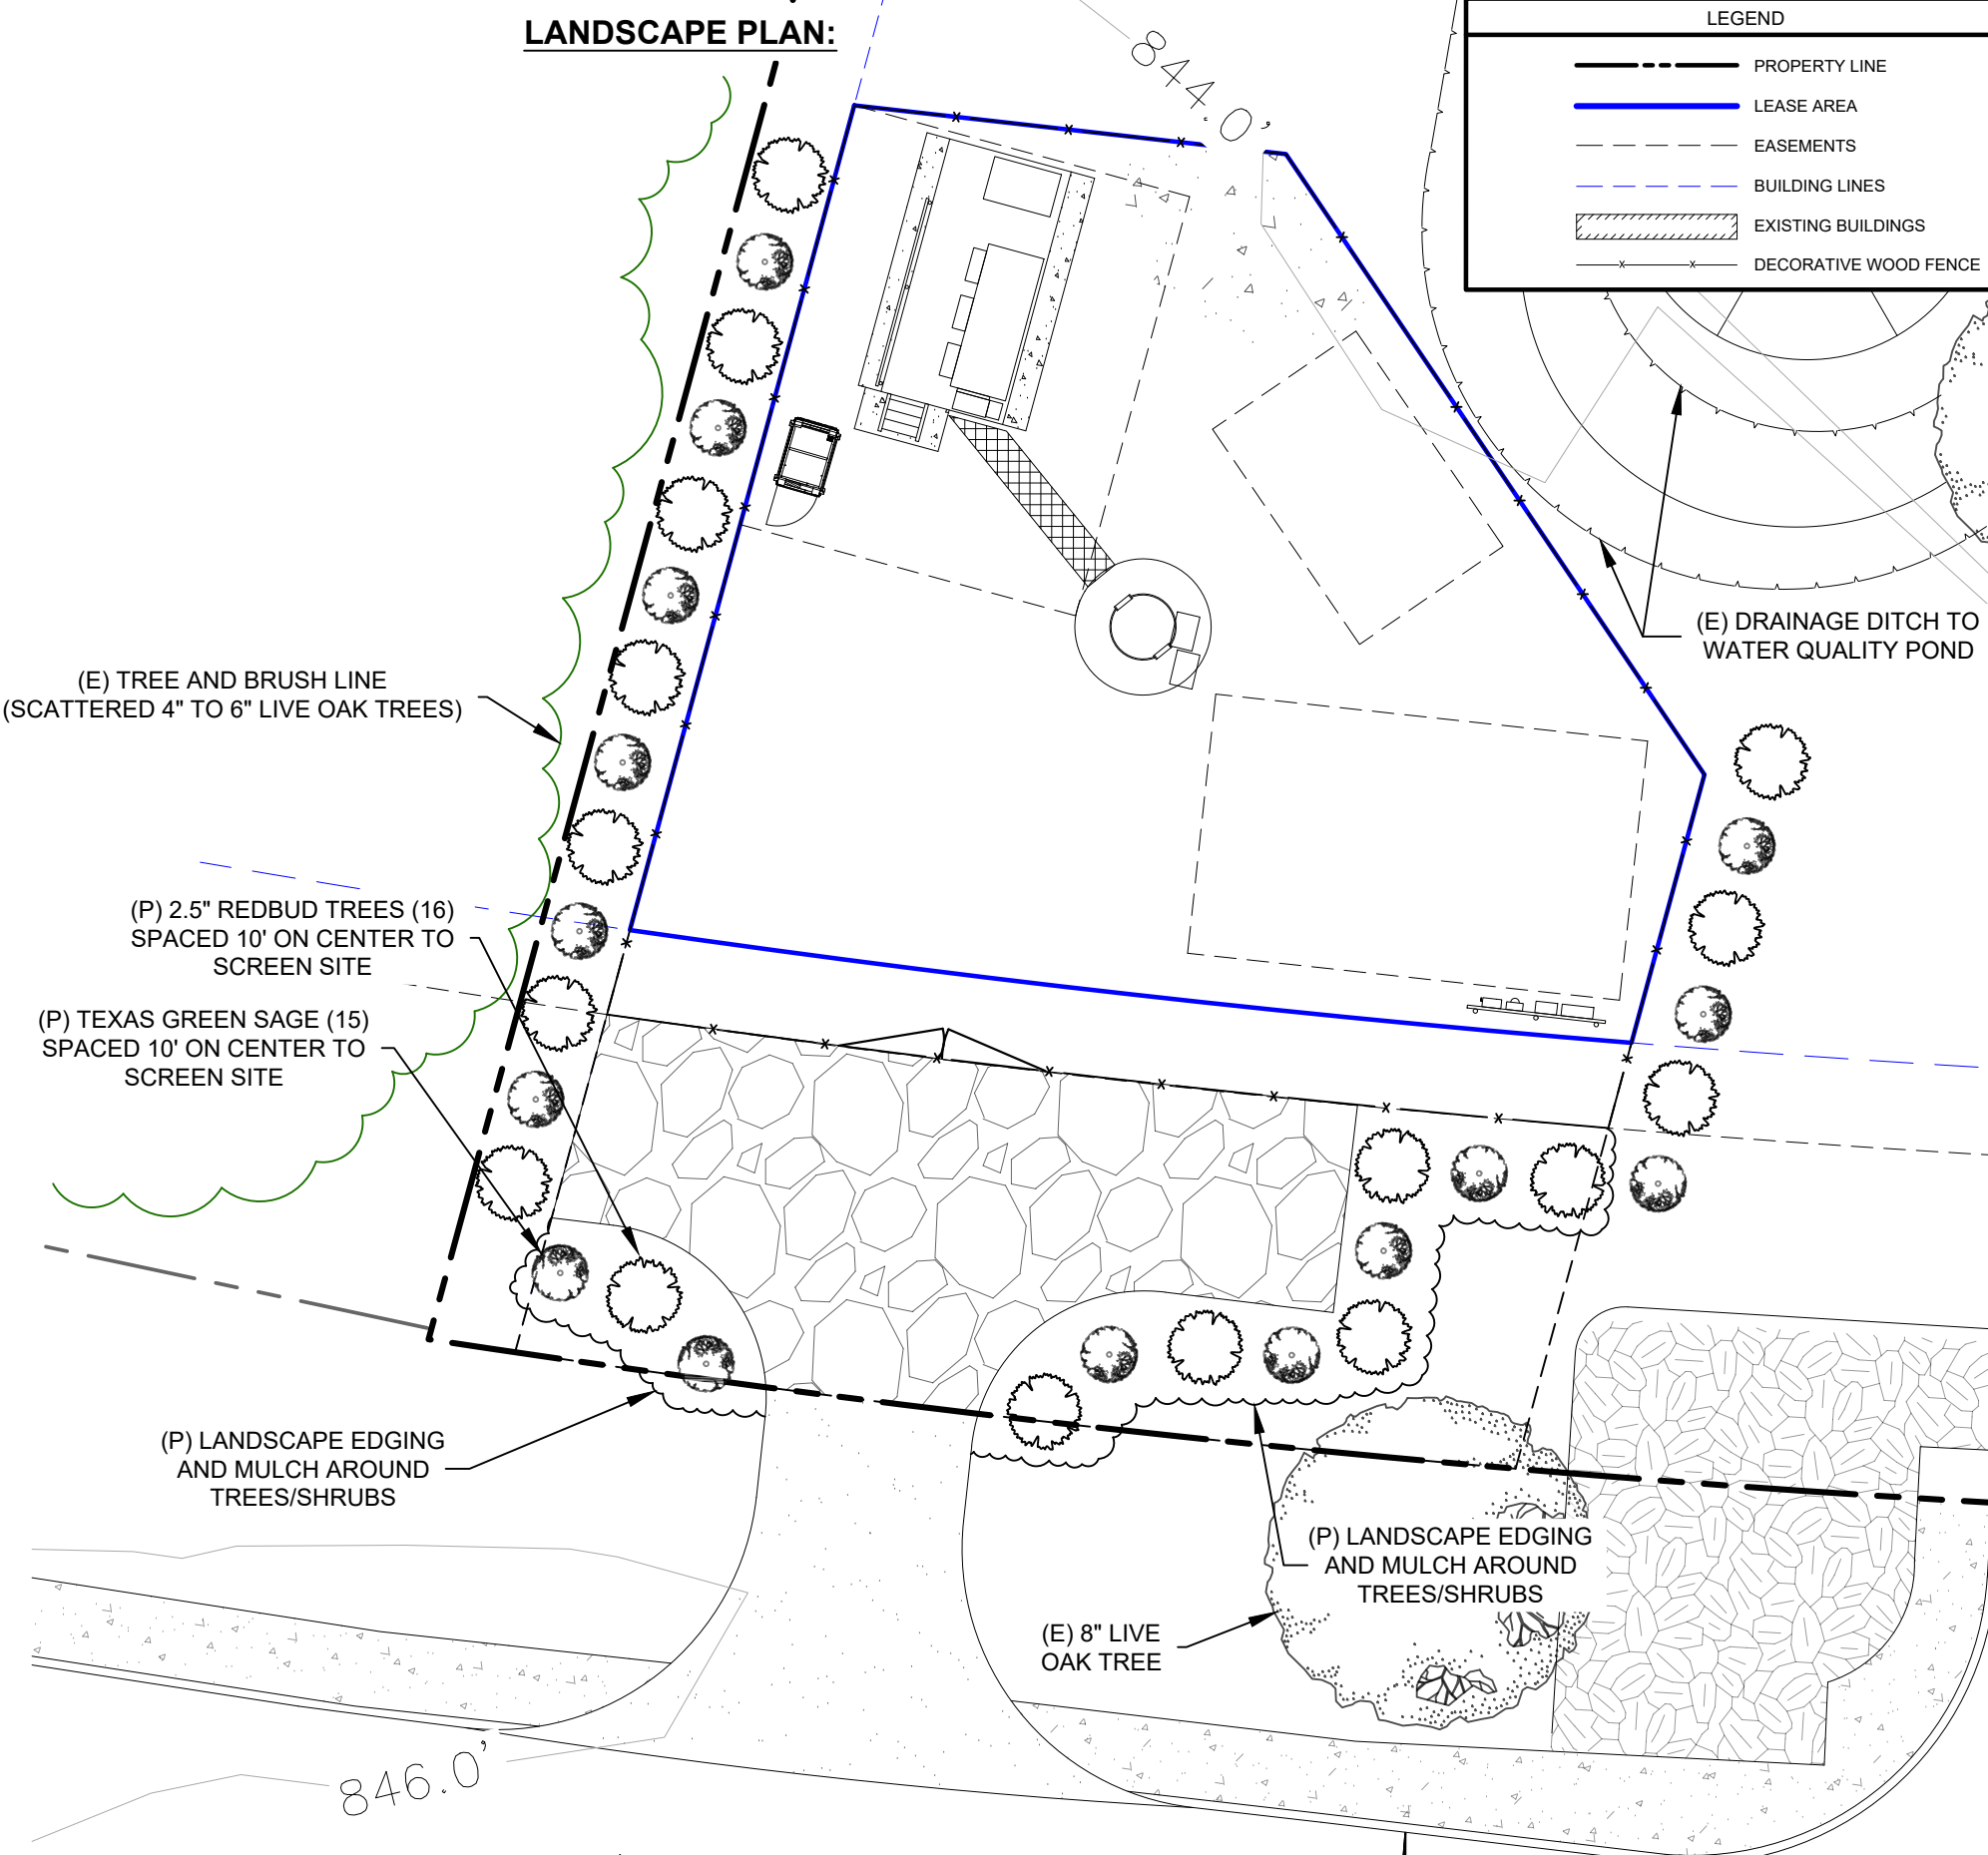 LANDSCAPE PLAN:
844.0'
LEGEND
PROPERTY LINE
LEASE AREA
EASEMENTS
BUILDING LINES
EXISTING BUILDINGS
DECORATIVE WOOD FENCE
(E) DRAINAGE DITCH TO
WATER QUALITY POND
(E) TREE AND BRUSH LINE
(SCATTERED 4" TO 6" LIVE OAK TREES)
(P) 2.5" REDBUD TREES (16)
SPACED 10' ON CENTER TO
SCREEN SITE
(P) TEXAS GREEN SAGE (15)
SPACED 10' ON CENTER TO
SCREEN SITE
(P) LANDSCAPE EDGING
AND MULCH AROUND
TREES/SHRUBS
(P) LANDSCAPE EDGING
AND MULCH AROUND
TREES/SHRUBS
(E) 8" LIVE
OAK TREE
846.0'